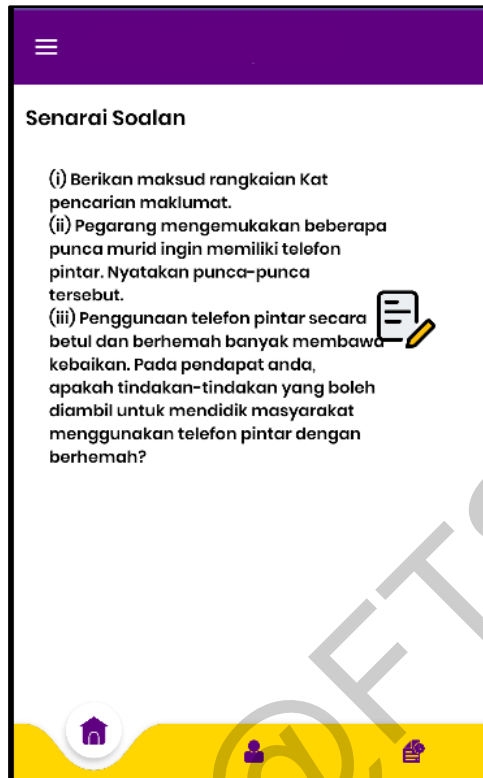 Senarai Soalan
(i) Berikan maksud rangkaian Kat
pencarian maklumat.
(ii) Pegarang mengemukakan beberapa
punca murid ingin memiliki telefon
pintar. Nyatakan punca-punca
tersebut.
(iii) Penggunaan telefon pintar secara
betul dan berhemah banyak membawa
kebaikan. Pada pendapat anda,
apakah tindakan-tindakan yang boleh
diambil untuk mendidik masyarakat
menggunakan telefon pintar dengan
berhemah?
@FTS